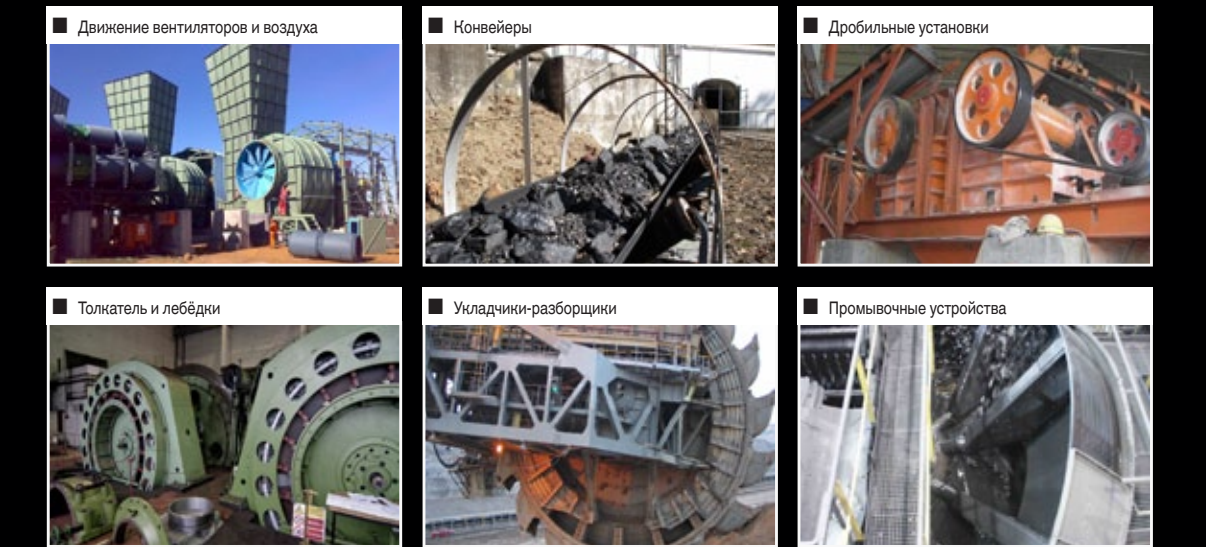 Движение вентиляторов и воздуха
Конвейеры
Дробильные установки
Толкатель и лебёдки
Укладчики-разборщики
Промывочные устройства